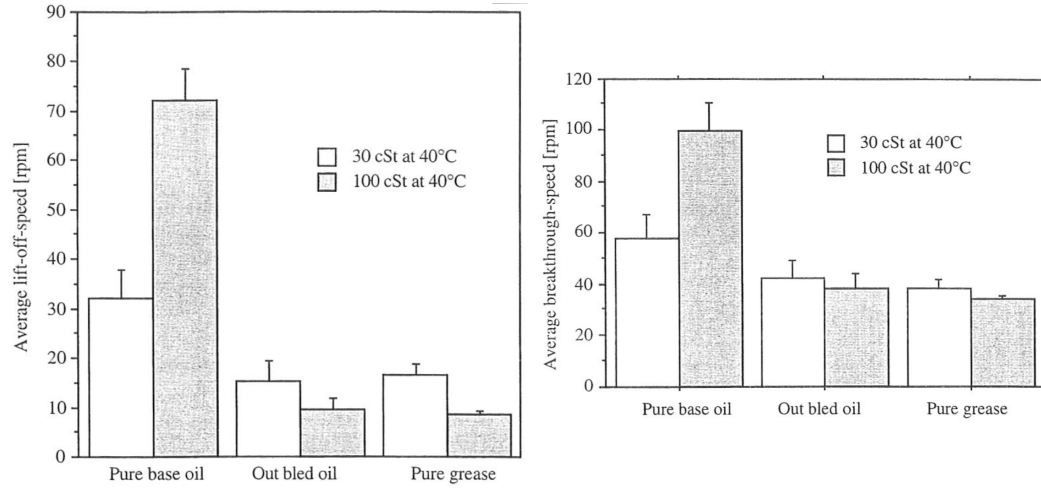 90
80
70
60
50
40
30
20
10
0
Average lift-off-speed [rpm]
30 cSt at 40°C
100 cSt at 40°C
Pure base oil Out bled oil Pure grease
120
100
80
60
40
20
0
Average breakthrough-speed [rpm]
30 cSt at 40°C
100 cSt at 40°C
Pure base oil Out bled oil Pure grease